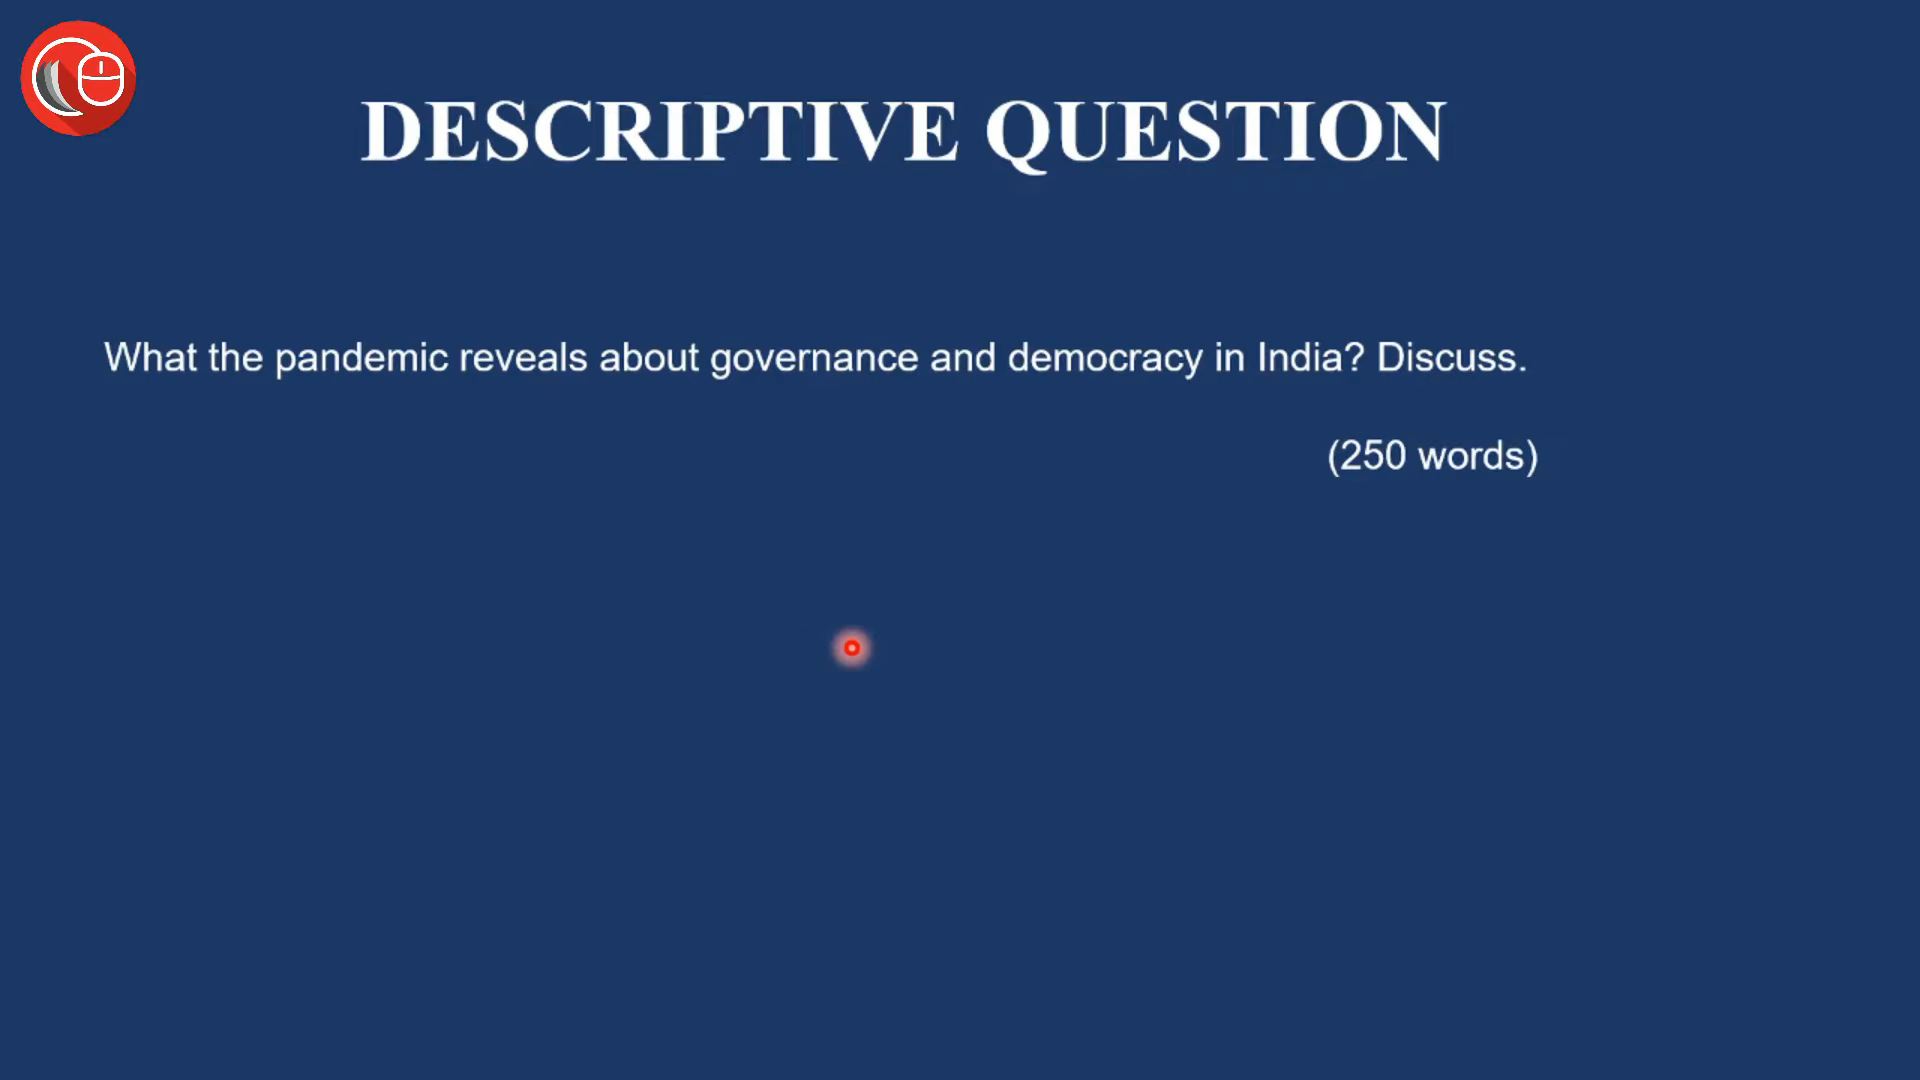 DESCRIPTIVE QUESTION
What the pandemic reveals about governance and democracy in India? Discuss.
(250 words)